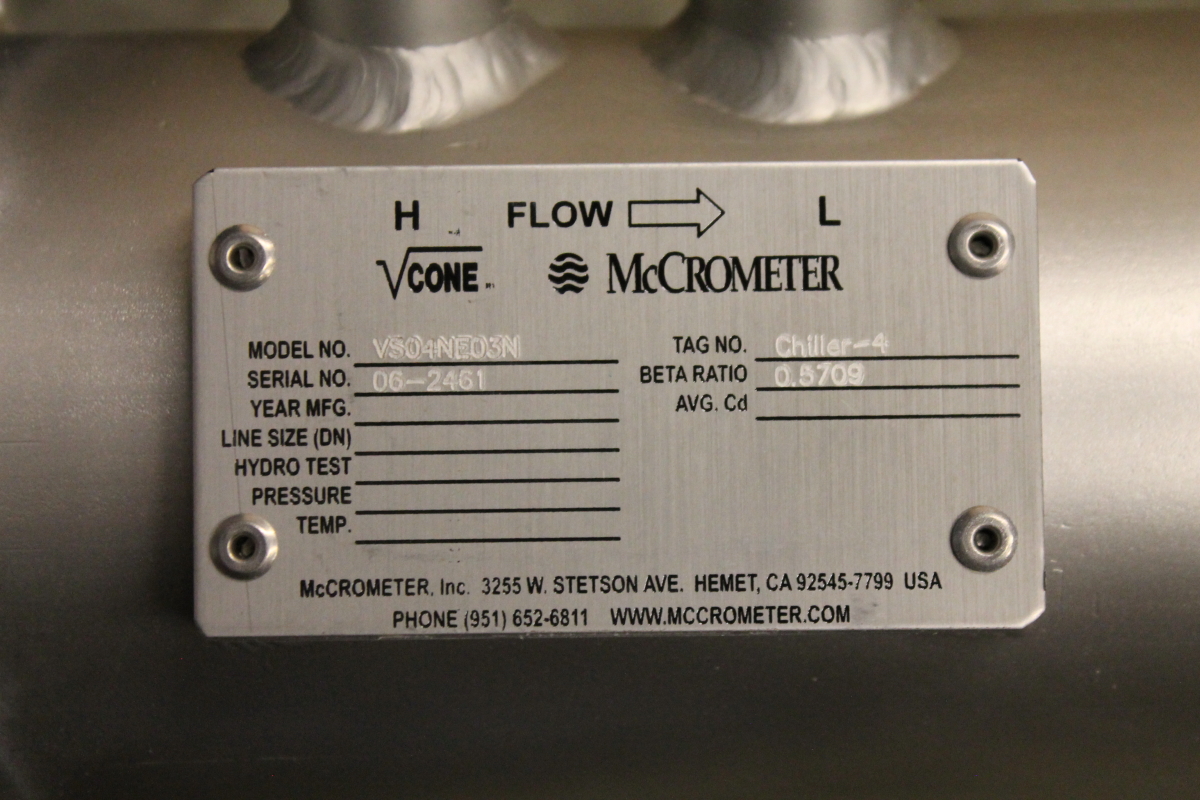 H FLOW L
√CONE McCROMETER
MODEL NO. VS04NE03N TAG NO. Chiller-4
SERIAL NO. 06-2461 BETA RATIO 0.5709
YEAR MFG. AVG. Cd
LINE SIZE (DN)
HYDRO TEST
PRESSURE
TEMP.
McCROMETER, Inc. 3255 W. STETSON AVE. HEMET, CA 92545-7799 USA
PHONE (951) 652-6811 WWW.MCCROMETER.COM